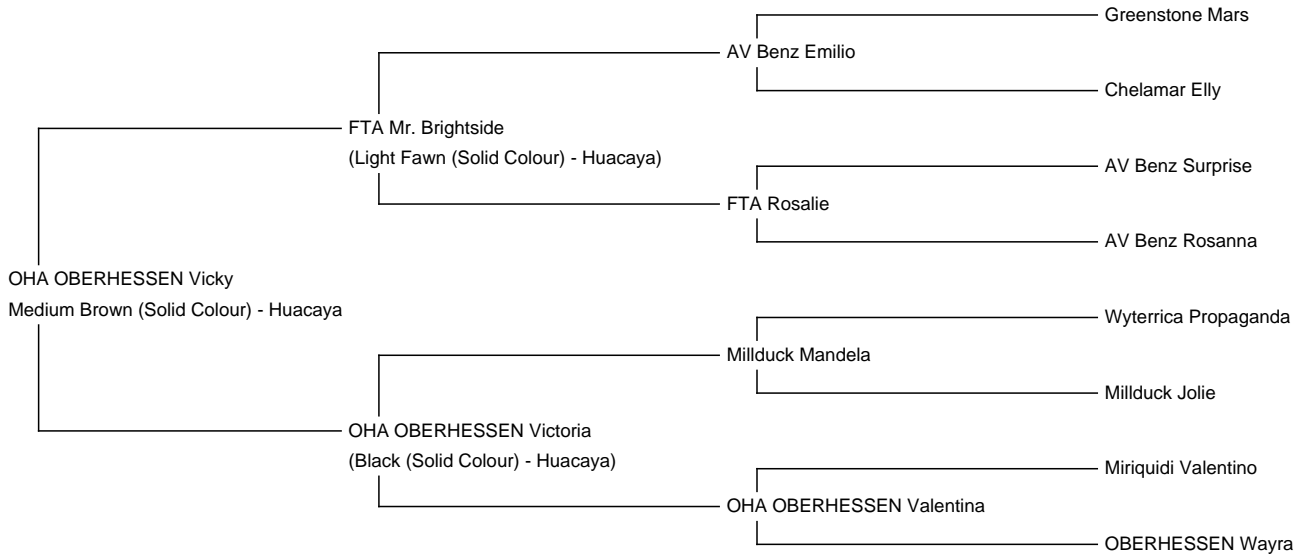 Greenstone Mars
AV Benz Emilio
Chelamar Elly
FTA Mr. Brightside
(Light Fawn (Solid Colour) - Huacaya)
AV Benz Surprise
FTA Rosalie
AV Benz Rosanna
OHA OBERHESSEN Vicky
Medium Brown (Solid Colour) - Huacaya
Wyterrica Propaganda
Millduck Mandela
Millduck Jolie
OHA OBERHESSEN Victoria
(Black (Solid Colour) - Huacaya)
Miriquidi Valentino
OHA OBERHESSEN Valentina
OBERHESSEN Wayra